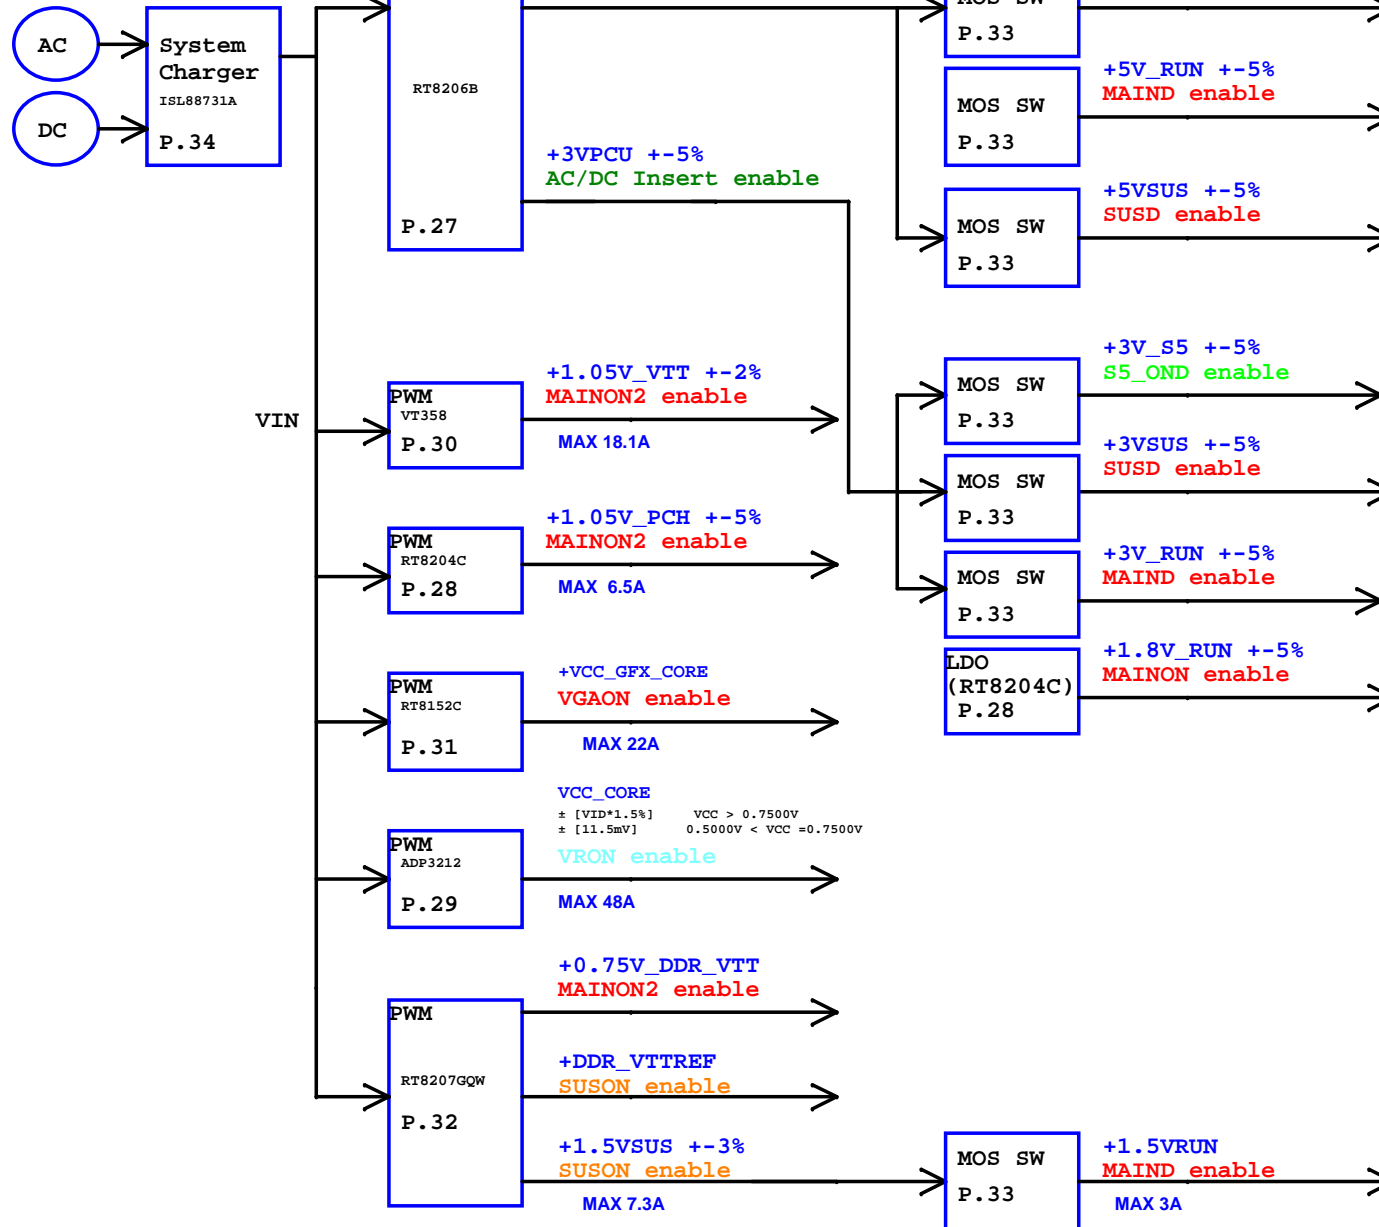 AC
DC
System
Charger
ISL88731A
P.34
RT8206B
P.27
+3VPCU +-5%
AC/DC Insert enable
MOS SW
P.33
MOS SW
P.33
+5V_RUN +-5%
MAIND enable
MOS SW
P.33
+5VSUS +-5%
SUSD enable
VIN
PWM
VT358
P.30
+1.05V_VTT +-2%
MAINON2 enable
MAX 18.1A
MOS SW
P.33
+3V_S5 +-5%
S5_OND enable
MOS SW
P.33
+3VSUS +-5%
SUSD enable
PWM
RT8204C
P.28
+1.05V_PCH +-5%
MAINON2 enable
MAX 6.5A
MOS SW
P.33
+3V_RUN +-5%
MAIND enable
LDO
(RT8204C)
P.28
+1.8V_RUN +-5%
MAINON enable
PWM
RT8152C
P.31
+VCC_GFX_CORE
VGAON enable
MAX 22A
PWM
ADP3212
P.29
VCC_CORE
± [VID*1.5%] VCC > 0.7500V
± [11.5mV] 0.5000V < VCC =0.7500V
VRON enable
MAX 48A
PWM
RT8207GQW
P.32
+0.75V_DDR_VTT
MAINON2 enable
+DDR_VTTREF
SUSON enable
+1.5VSUS +-3%
SUSON enable
MAX 7.3A
MOS SW
P.33
+1.5VRUN
MAIND enable
MAX 3A